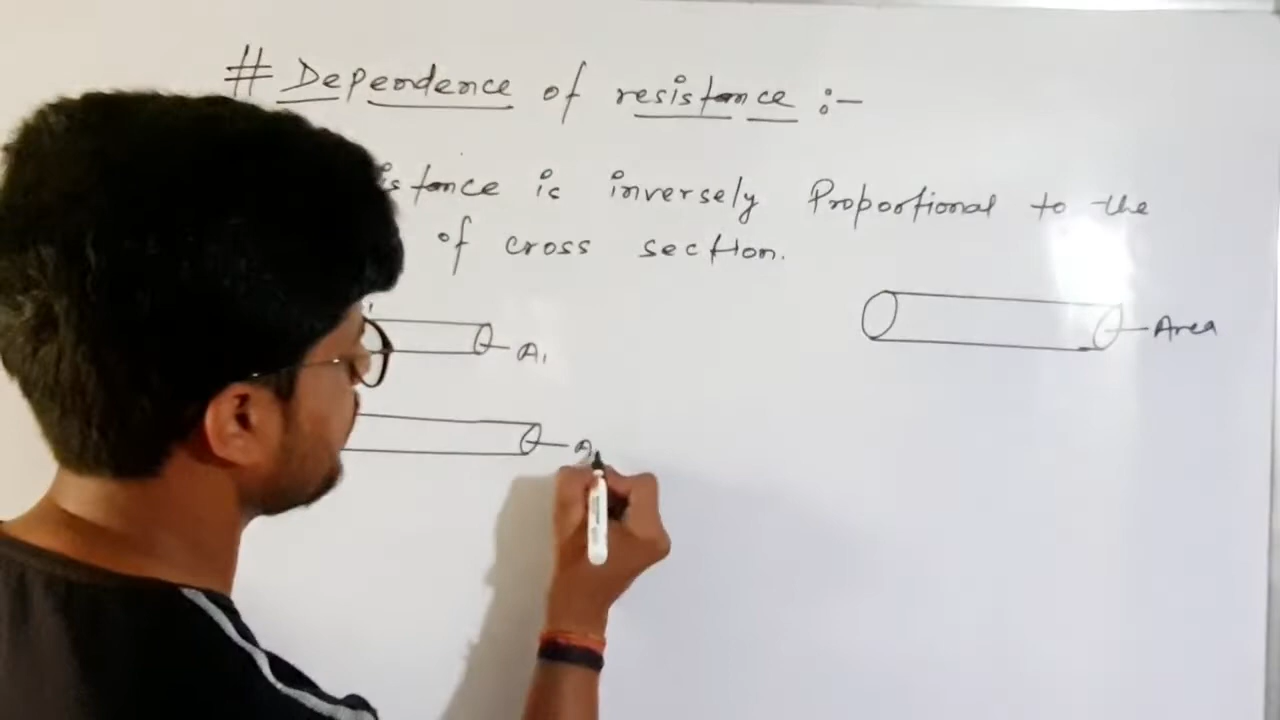 # Dependence of resistance :-
istance is inversely Proportional to the
of cross section.
Area
A1
A